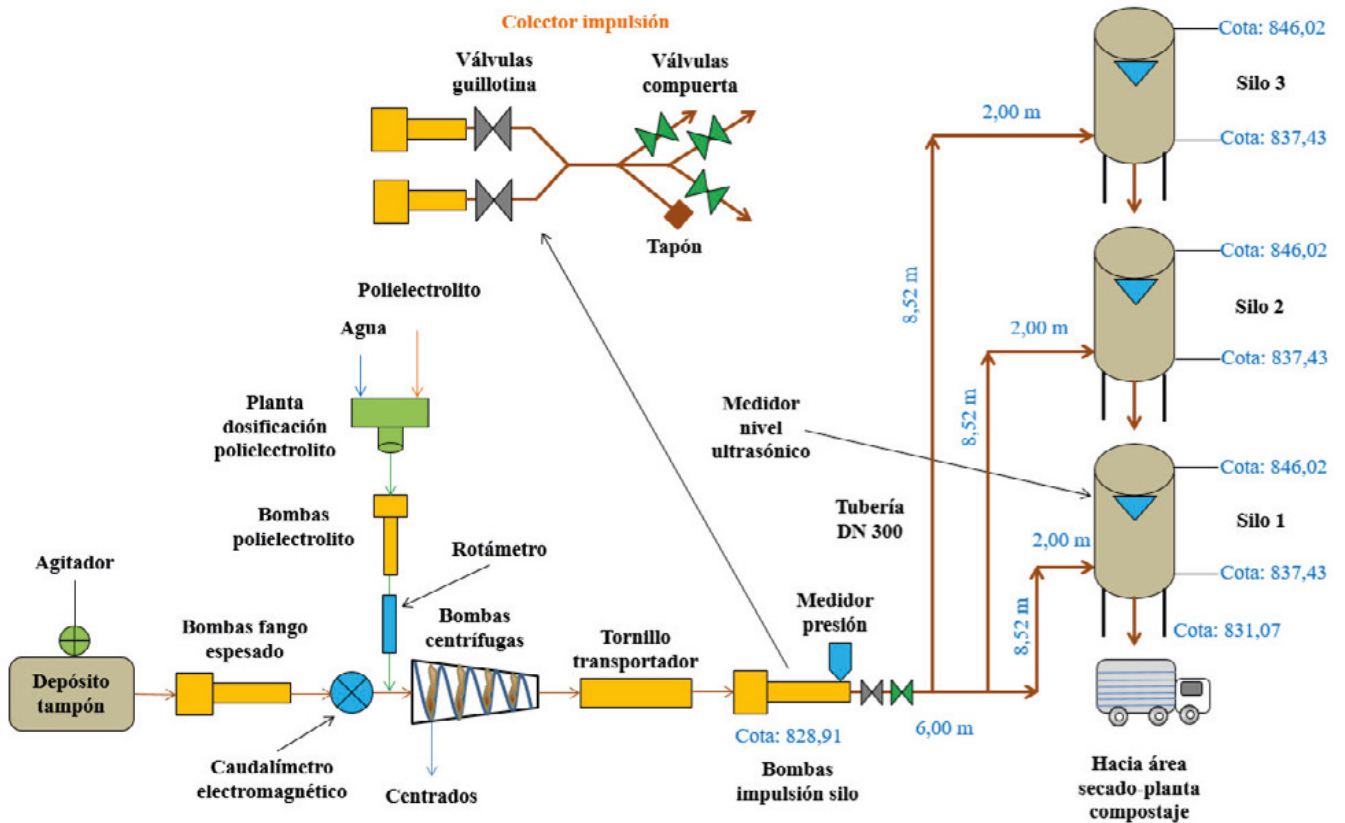 Colector impulsión
Válvulas
guillotina
Válvulas
compuerta
Tapón
Cota: 846,02
Silo 3
2,00 m
Cota: 837,43
8,52 m
Cota: 846,02
Silo 2
2,00 m
Cota: 837,43
8,52 m
Polielectrolito
Agua
Planta
dosificación
polielectrolito
Medidor
nivel
ultrasónico
Cota: 846,02
Silo 1
Tubería
DN 300
2,00 m
Cota: 837,43
8,52 m
Cota: 831,07
Bombas
polielectrolito
Rotámetro
Agitador
Bombas fango
espesado
Bombas
centrífugas
Tornillo
transportador
Medidor
presión
Depósito
tampón
Cota: 828,91
6,00 m
Caudalímetro
electromagnético
Centrados
Bombas
impulsión silo
Hacia área
secado-planta
compostaje